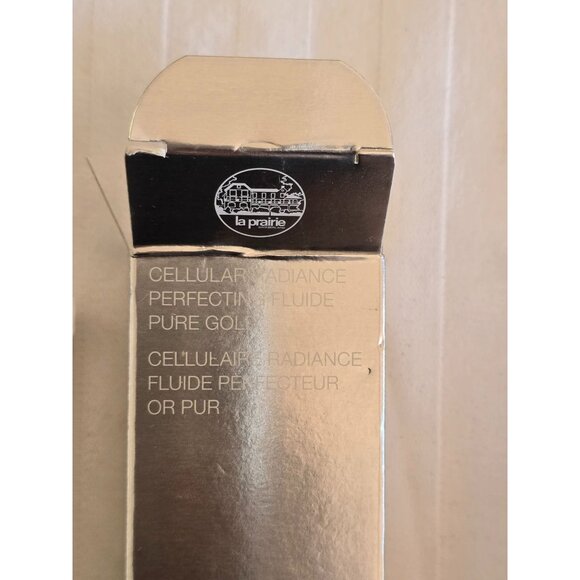 la prairie
CELLULAR RADIANCE
PERFECTING FLUIDE
PURE GOLD
CELLULAIRE RADIANCE
FLUIDE PERFECTEUR
OR PUR